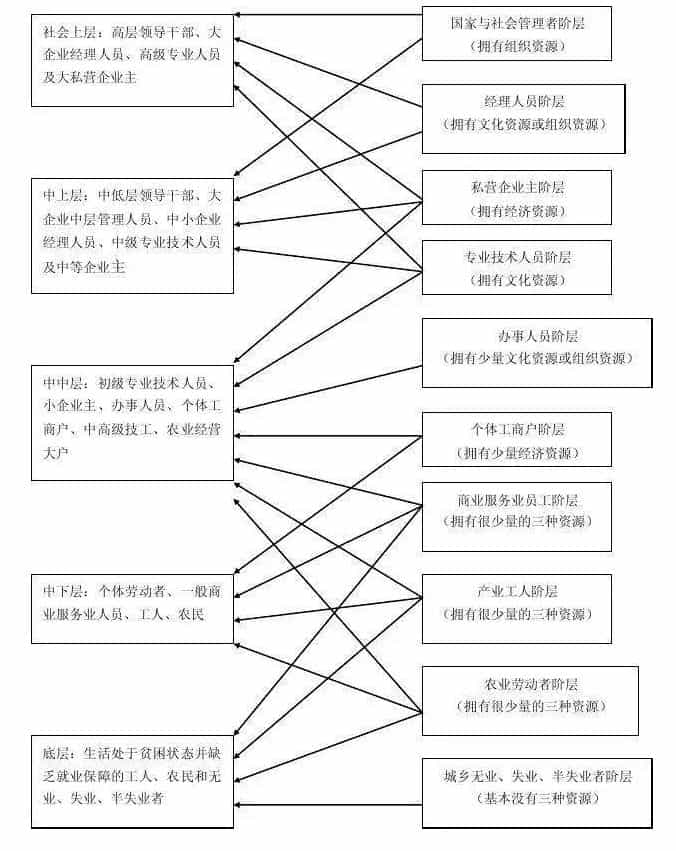 社会上层：高层领导干部、大
企业经理人员、高级专业人员
及大私营企业主
中上层：中低层领导干部、大
企业中层管理人员、中小企业
经理人员、中级专业技术人员
及中等企业主
中中层：初级专业技术人员、
小企业主、办事人员、个体工
商户、中高级技工、农业经营
大户
中下层：个体劳动者、一般商
业服务业人员、工人、农民
底层：生活处于贫困状态并缺
乏就业保障的工人、农民和无
业、失业、半失业者
国家与社会管理者阶层
（拥有组织资源）
经理人员阶层
（拥有文化资源或组织资源）
私营企业主阶层
（拥有经济资源）
专业技术人员阶层
（拥有文化资源）
办事人员阶层
（拥有少量文化资源或组织资源）
个体工商户阶层
（拥有少量经济资源）
商业服务业员工阶层
（拥有很少量的三种资源）
产业工人阶层
（拥有很少量的三种资源）
农业劳动者阶层
（拥有很少量的三种资源）
城乡无业、失业、半失业者阶层
（基本没有三种资源）